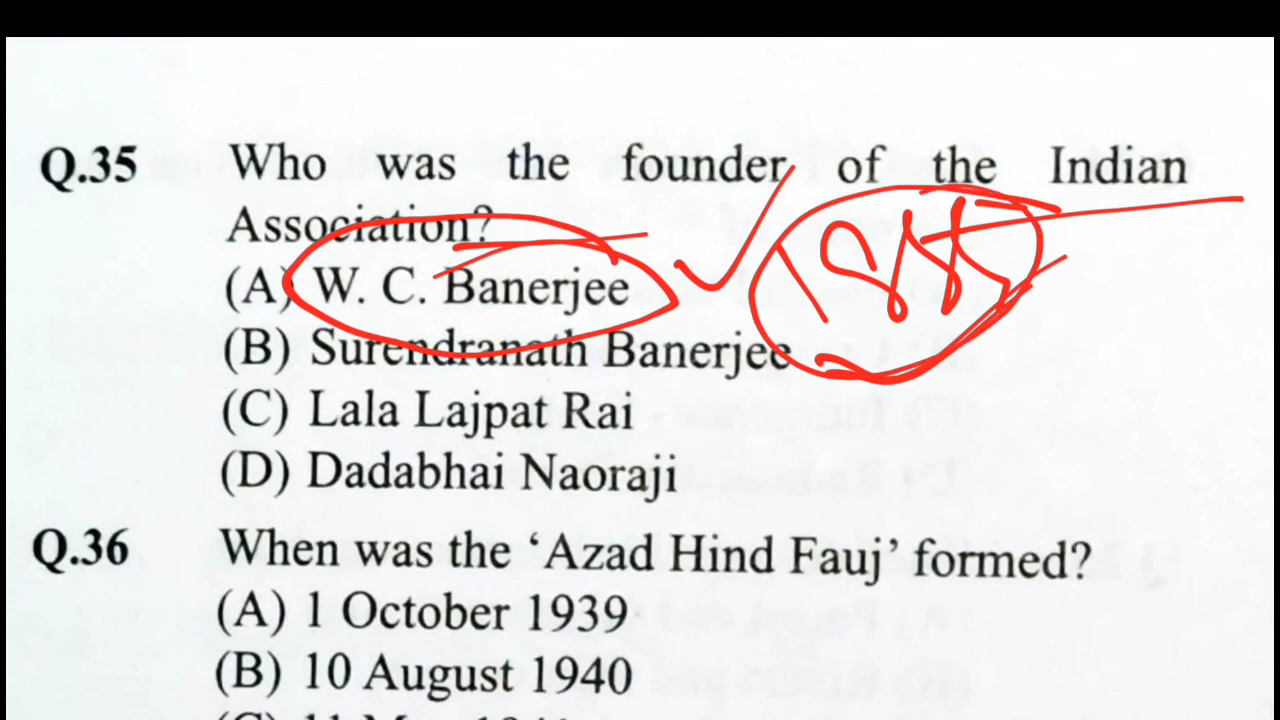 Q.35 Who was the founder of the Indian
Association?
(A) W. C. Banerjee
(B) Surendranath Banerjee
(C) Lala Lajpat Rai
(D) Dadabhai Naoraji
Q.36 When was the ‘Azad Hind Fauj’ formed?
(A) 1 October 1939
(B) 10 August 1940